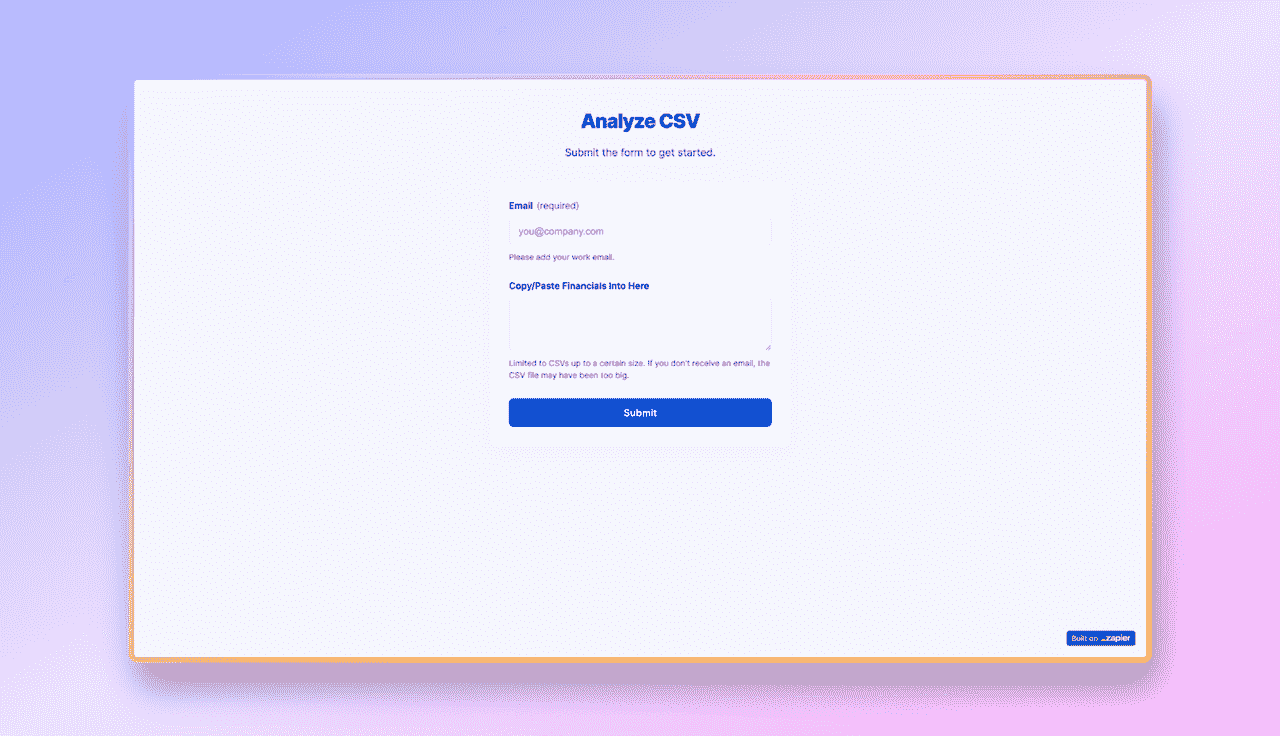 Analyze CSV
Submit the form to get started.
Email (required)
you@company.com
Please add your work email.
Copy/Paste Financials Into Here
Limited to CSVs up to a certain size. If you don't receive an email, the
CSV file may have been too big.
Submit
Built on _zapier